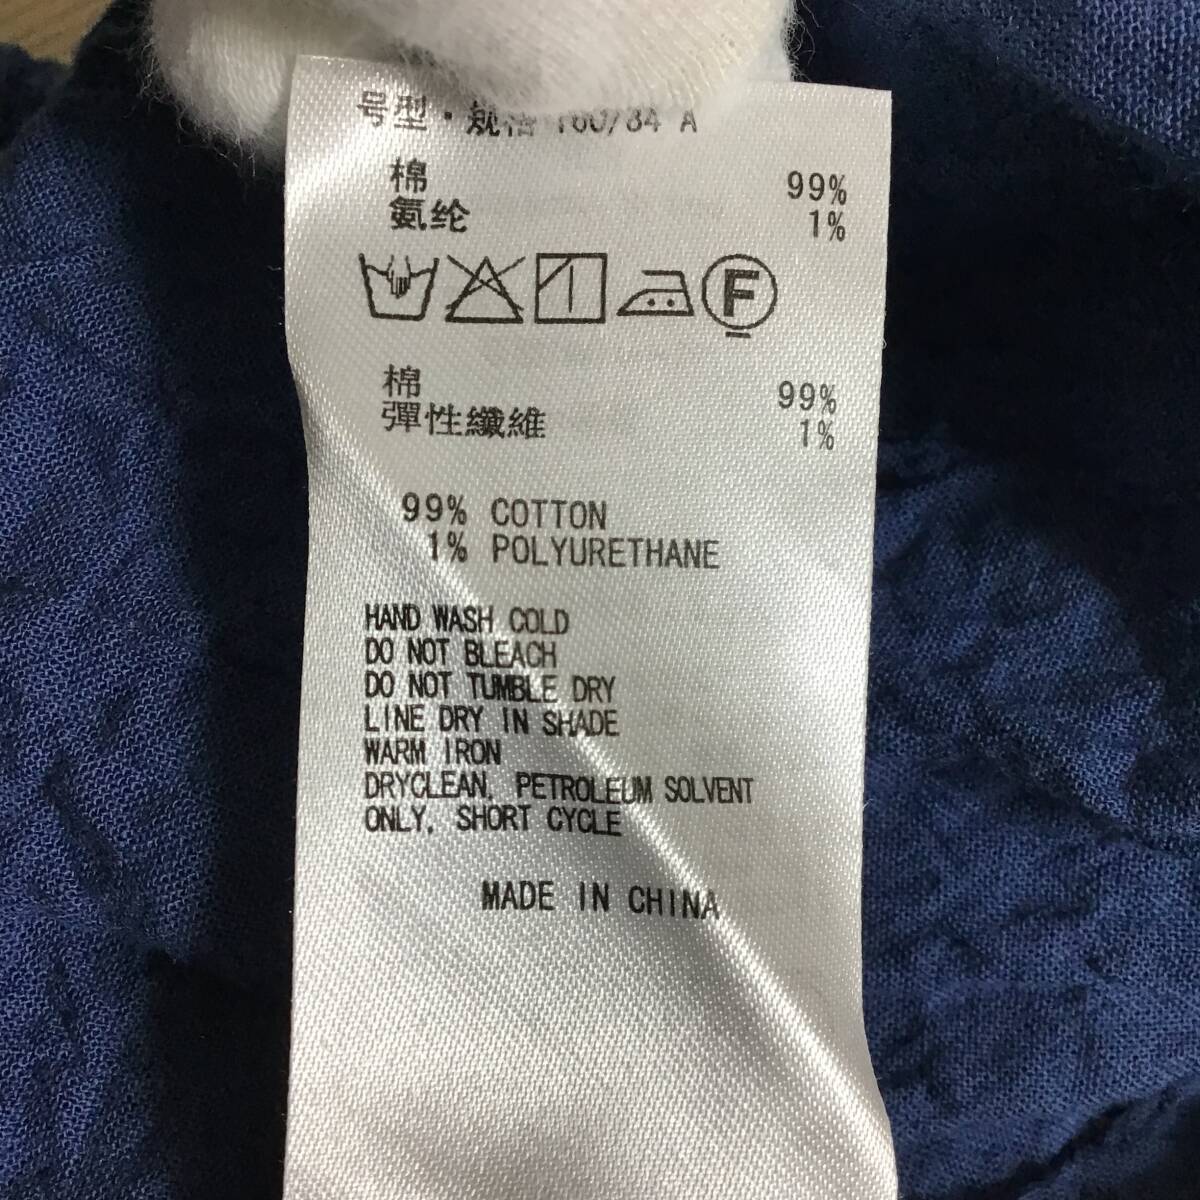 号型・规格 160/84 A
棉 99%
氨纶 1%
F
棉 99%
彈性纖維 1%
99% COTTON
1% POLYURETHANE
HAND WASH COLD
DO NOT BLEACH
DO NOT TUMBLE DRY
LINE DRY IN SHADE
WARM IRON
DRYCLEAN, PETROLEUM SOLVENT
ONLY, SHORT CYCLE
MADE IN CHINA